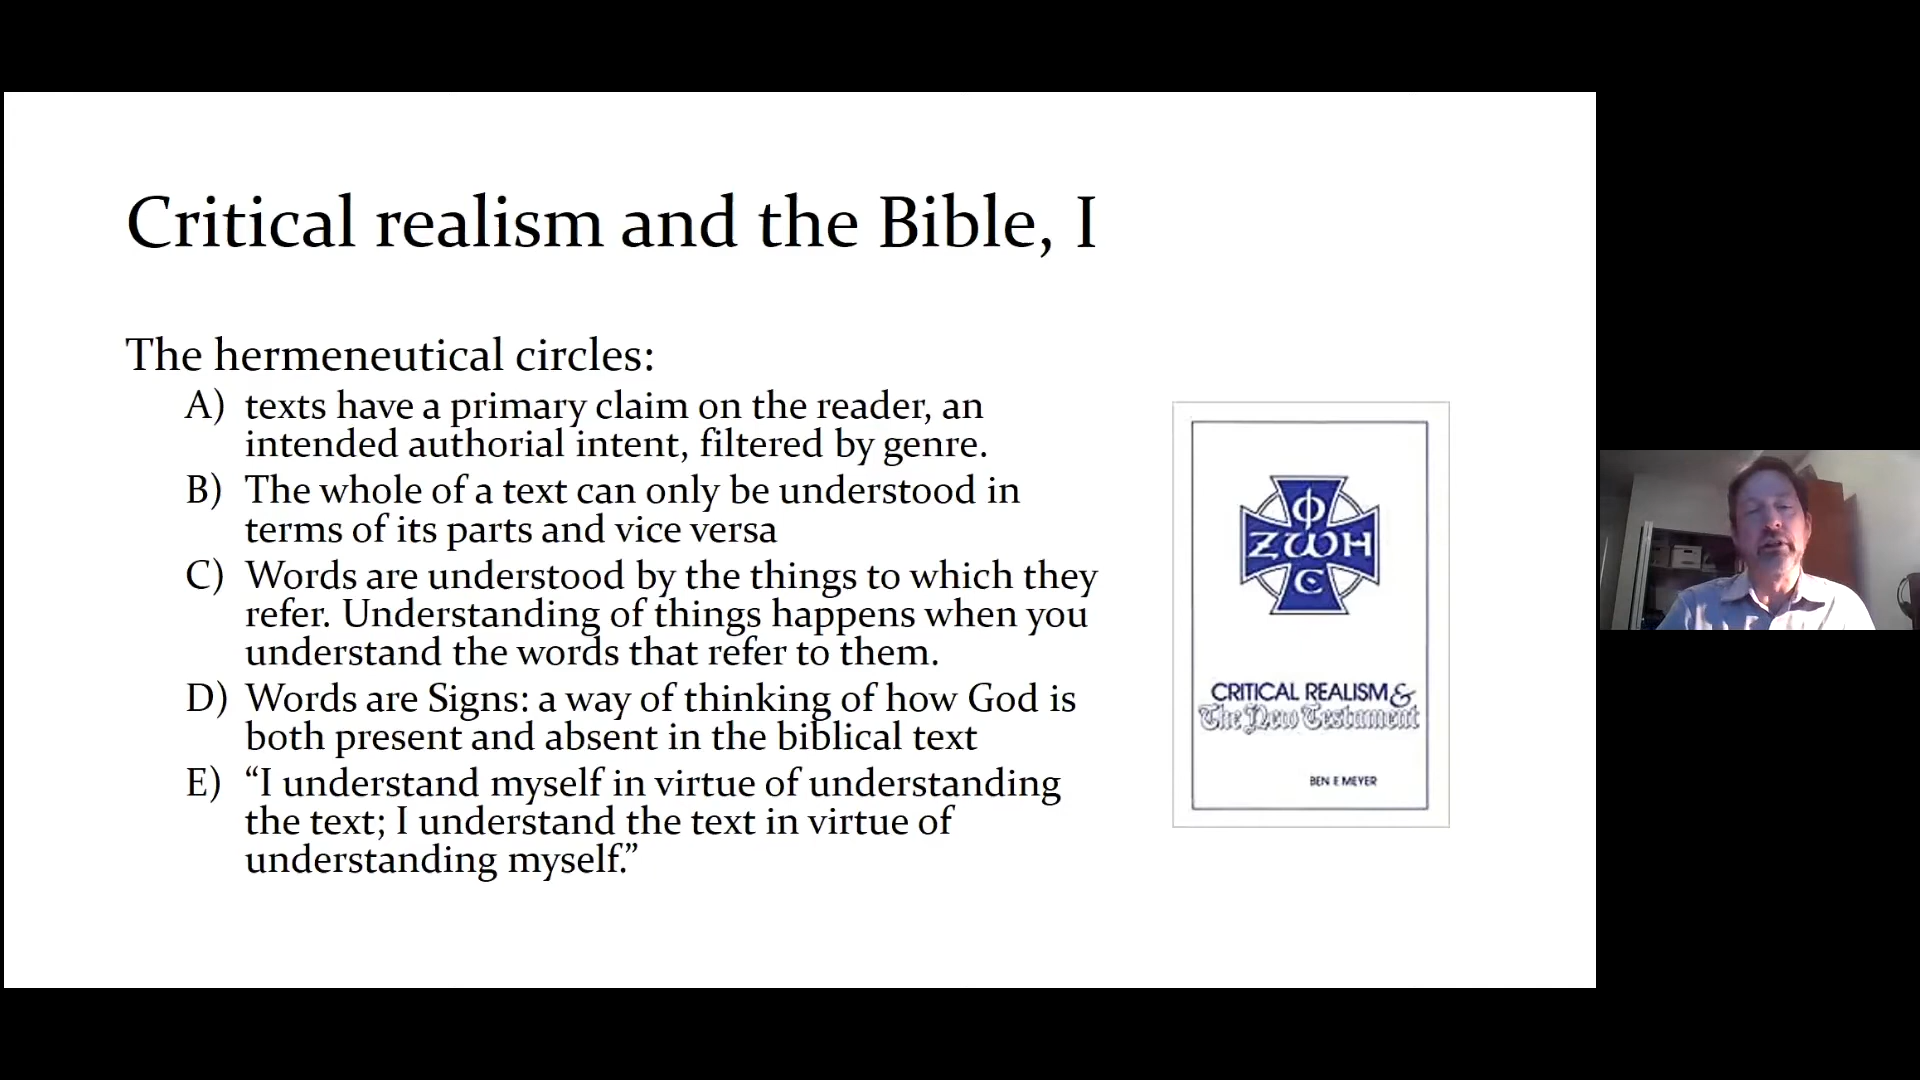 Critical realism and the Bible, I
The hermeneutical circles:
A) texts have a primary claim on the reader, an
intended authorial intent, filtered by genre.
B) The whole of a text can only be understood in
terms of its parts and vice versa
C) Words are understood by the things to which they
refer. Understanding of things happens when you
understand the words that refer to them.
D) Words are Signs: a way of thinking of how God is
both present and absent in the biblical text
E) “I understand myself in virtue of understanding
the text; I understand the text in virtue of
understanding myself.”
Φ
ΖωΗ
C
CRITICAL REALISM &
The New Testament
BEN F MEYER